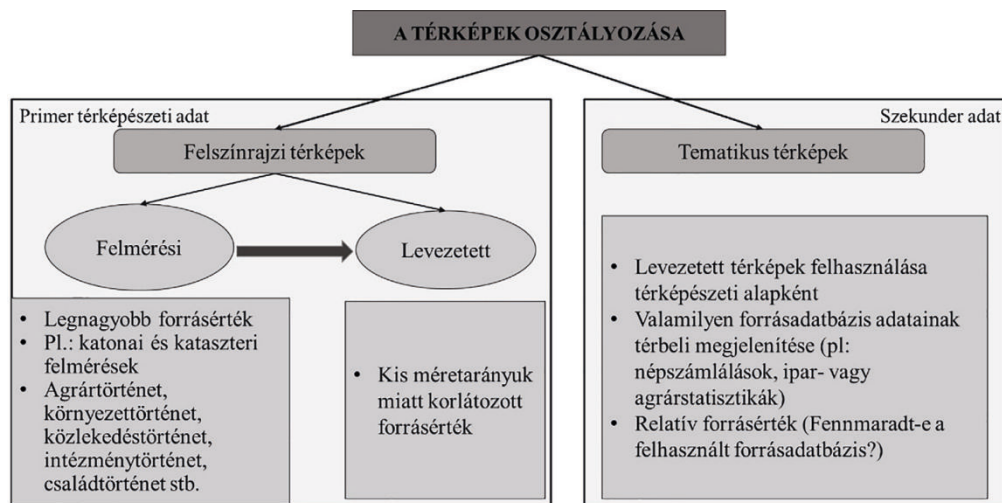 A TÉRKÉPEK OSZTÁLYOZÁSA
Primer térképészeti adat
Felszínrajzi térképek
Felmérési
Levezetett
• Legnagyobb forrásérték
• Pl.: katonai és kataszteri
felmérések
• Agrártörténet,
környezettörténet,
közlekedéstörténet,
intézménytörténet,
családtörténet stb.
• Kis méretarányuk
miatt korlátozott
forrásérték
Szekunder adat
Tematikus térképek
• Levezetett térképek felhasználása
térképészeti alapként
• Valamilyen forrásadatbázis adatainak
térbeli megjelenítése (pl:
népszámlálások, ipar- vagy
agrárstatisztikák)
• Relatív forrásérték (Fennmaradt-e a
felhasznált forrásadatbázis?)